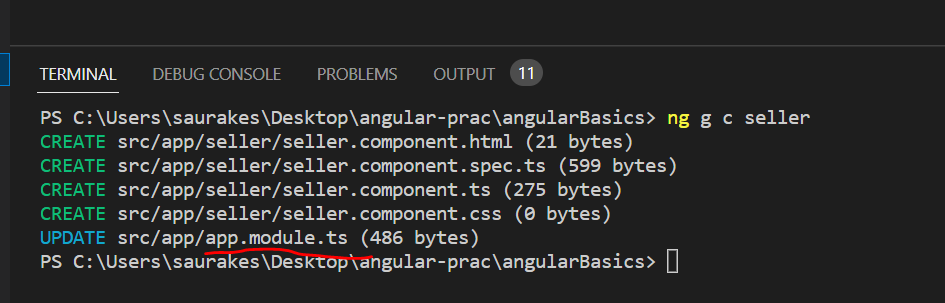 TERMINAL DEBUG CONSOLE PROBLEMS OUTPUT 11
PS C:\Users\saurakes\Desktop\angular-prac\angularBasics> ng g c seller
CREATE src/app/seller/seller.component.html (21 bytes)
CREATE src/app/seller/seller.component.spec.ts (599 bytes)
CREATE src/app/seller/seller.component.ts (275 bytes)
CREATE src/app/seller/seller.component.css (0 bytes)
UPDATE src/app/app.module.ts (486 bytes)
PS C:\Users\saurakes\Desktop\angular-prac\angularBasics>